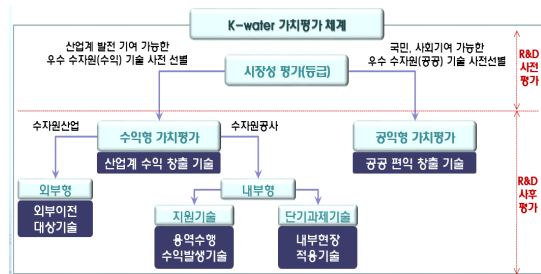 K-water 가치평가 체계
산업계 발전 기여 가능한
우수 수자원(수익) 기술 사전 선별
국민, 사회기여 가능한
우수 수자원(공공) 기술 사전선별
시장성 평가(등급)
R&D
사전
평가
수자원산업
수익형 가치평가
산업계 수익 창출 기술
수자원공사
공익형 가치평가
공공 편익 창출 기술
R&D
사후
평가
외부형
외부이전
대상기술
내부형
지원기술
용역수행
수익발생기술
단기과제기술
내부현장
적용기술